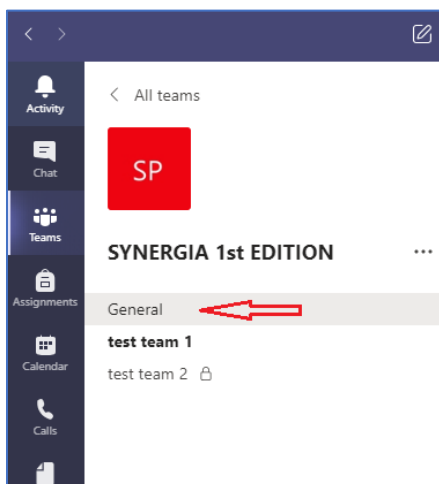 Activity
Chat
Teams
Assignments
Calendar
Calls
All teams
SP
SYNERGIA 1st EDITION
General
test team 1
test team 2